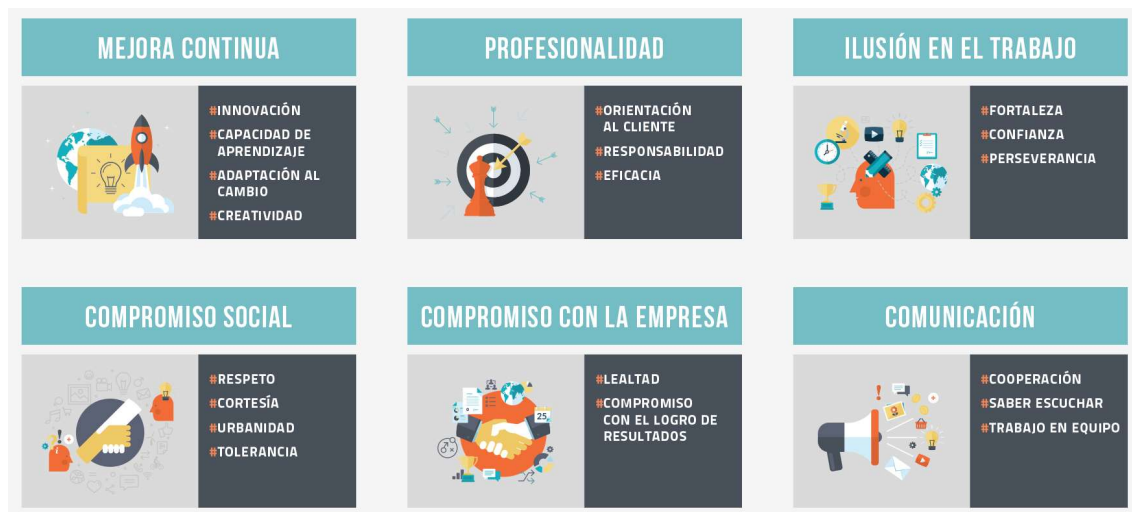 MEJORA CONTINUA
#INNOVACIÓN
#CAPACIDAD DE
APRENDIZAJE
#ADAPTACIÓN AL
CAMBIO
#CREATIVIDAD
PROFESIONALIDAD
#ORIENTACIÓN
AL CLIENTE
#RESPONSABILIDAD
#EFICACIA
ILUSIÓN EN EL TRABAJO
#FORTALEZA
#CONFIANZA
#PERSEVERANCIA
COMPROMISO SOCIAL
#RESPETO
#CORTESÍA
#URBANIDAD
#TOLERANCIA
COMPROMISO CON LA EMPRESA
25
#LEALTAD
#COMPROMISO
CON EL LOGRO DE
RESULTADOS
COMUNICACIÓN
#COOPERACIÓN
#SABER ESCUCHAR
#TRABAJO EN EQUIPO